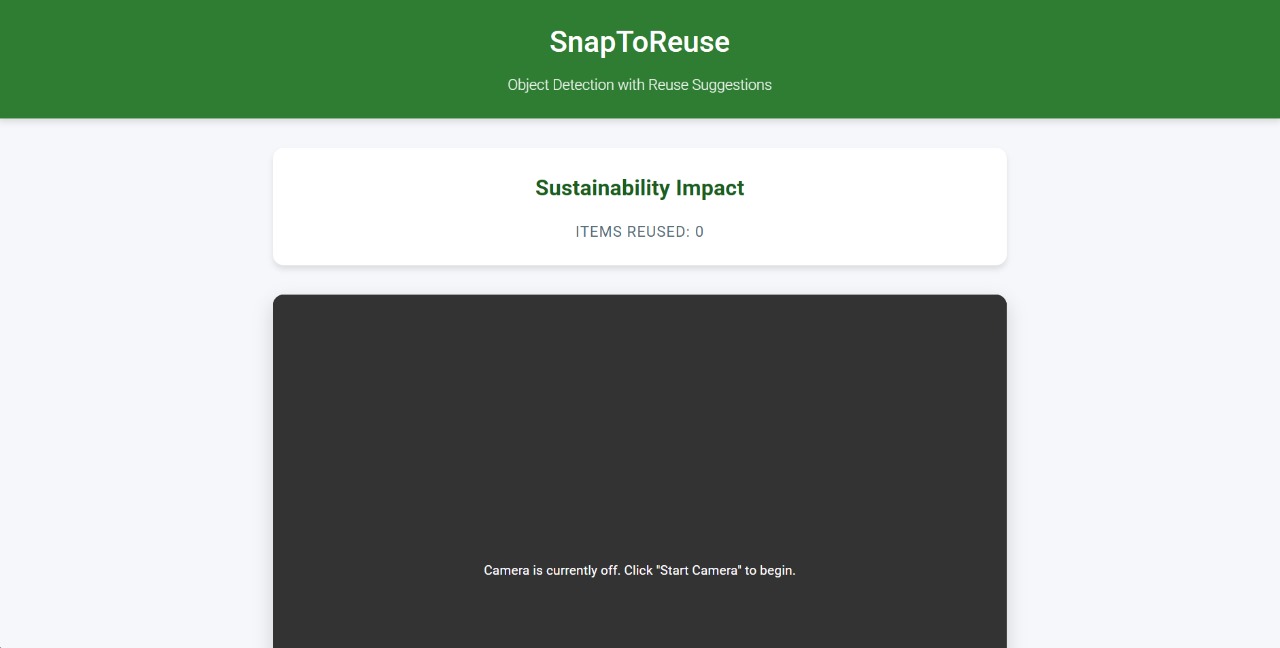 SnapToReuse
Object Detection with Reuse Suggestions
Sustainability Impact
ITEMS REUSED: 0
Camera is currently off. Click "Start Camera" to begin.